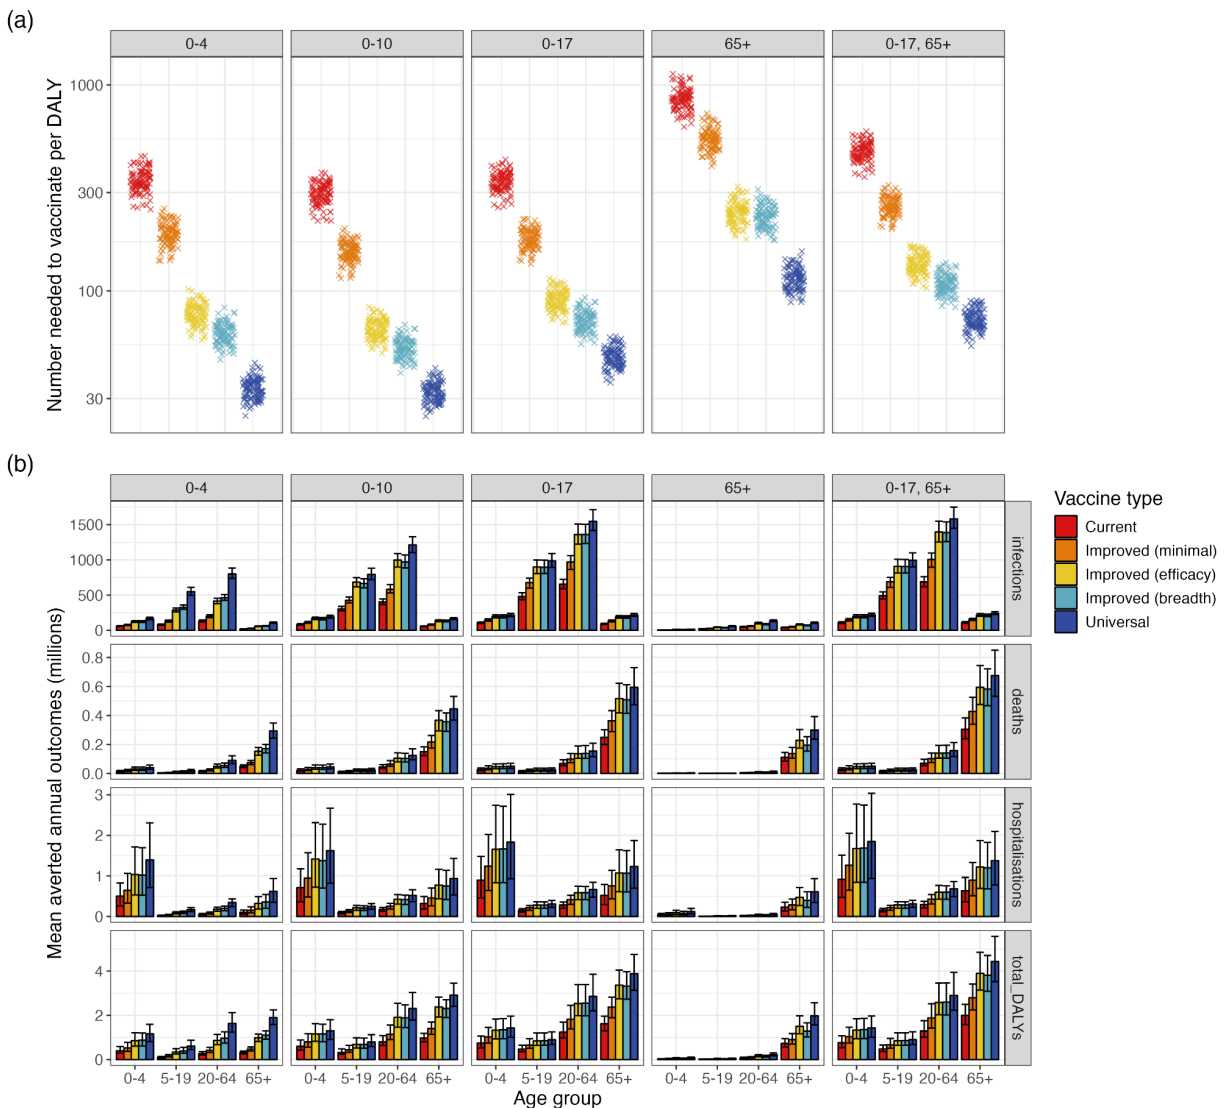 (a)
0-4 0-10 0-17 65+ 0-17, 65+
Number needed to vaccinate per DALY
1000
300
100
30
(b)
0-4 0-10 0-17 65+ 0-17, 65+
Mean averted annual outcomes (millions)
1500
1000
500
0
infections
0.8
0.6
0.4
0.2
0.0
deaths
3
2
1
0
hospitalisations
4
2
0
total_DALYs
0-4 5-19 20-64 65+ 0-4 5-19 20-64 65+ 0-4 5-19 20-64 65+ 0-4 5-19 20-64 65+ 0-4 5-19 20-64 65+
Age group
Vaccine type
Current
Improved (minimal)
Improved (efficacy)
Improved (breadth)
Universal